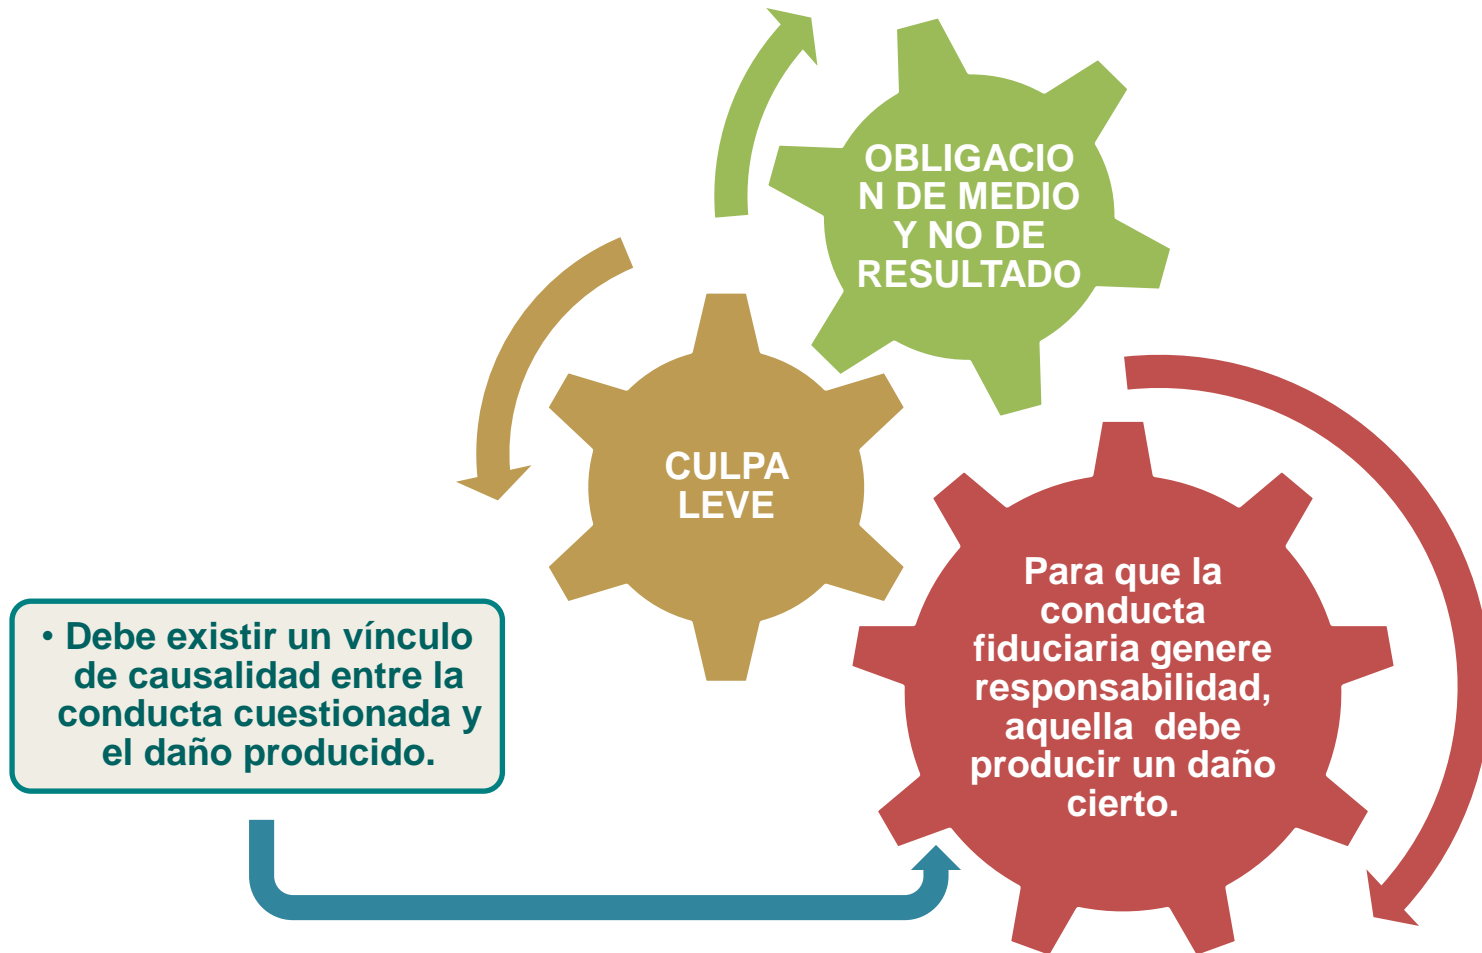 OBLIGACIO
N DE MEDIO
Y NO DE
RESULTADO
CULPA
LEVE
Para que la
conducta
fiduciaria genere
responsabilidad,
aquella debe
producir un daño
cierto.
• Debe existir un vínculo
de causalidad entre la
conducta cuestionada y
el daño producido.